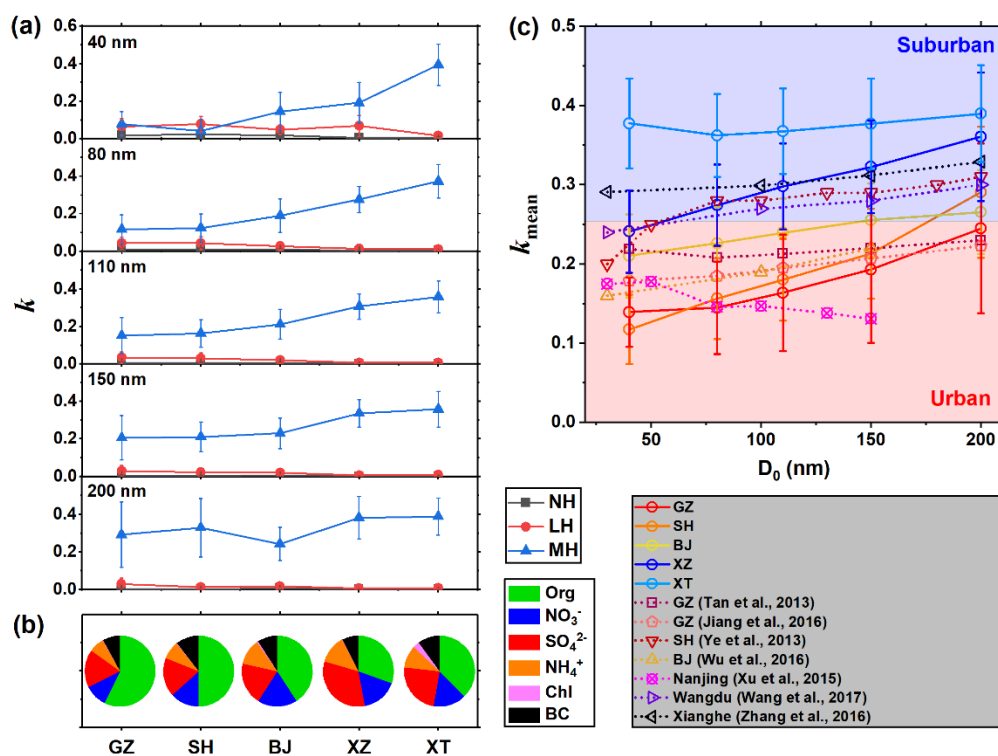 (a)
k
40 nm
0.6
0.4
0.2
0.0
80 nm
0.4
0.2
0.0
110 nm
0.4
0.2
0.0
150 nm
0.4
0.2
0.0
200 nm
0.4
0.2
0.0
(b)
GZ SH BJ XZ XT
NH
LH
MH
Org
NO₃⁻
SO₄²⁻
NH₄⁺
Chl
BC
(c)
k mean
0.5
0.4
0.3
0.2
0.1
0.0
Suburban
Urban
50 100 150 200
D₀ (nm)
GZ
SH
BJ
XZ
XT
GZ (Tan et al., 2013)
GZ (Jiang et al., 2016)
SH (Ye et al., 2013)
BJ (Wu et al., 2016)
Nanjing (Xu et al., 2015)
Wangdu (Wang et al., 2017)
Xianghe (Zhang et al., 2016)